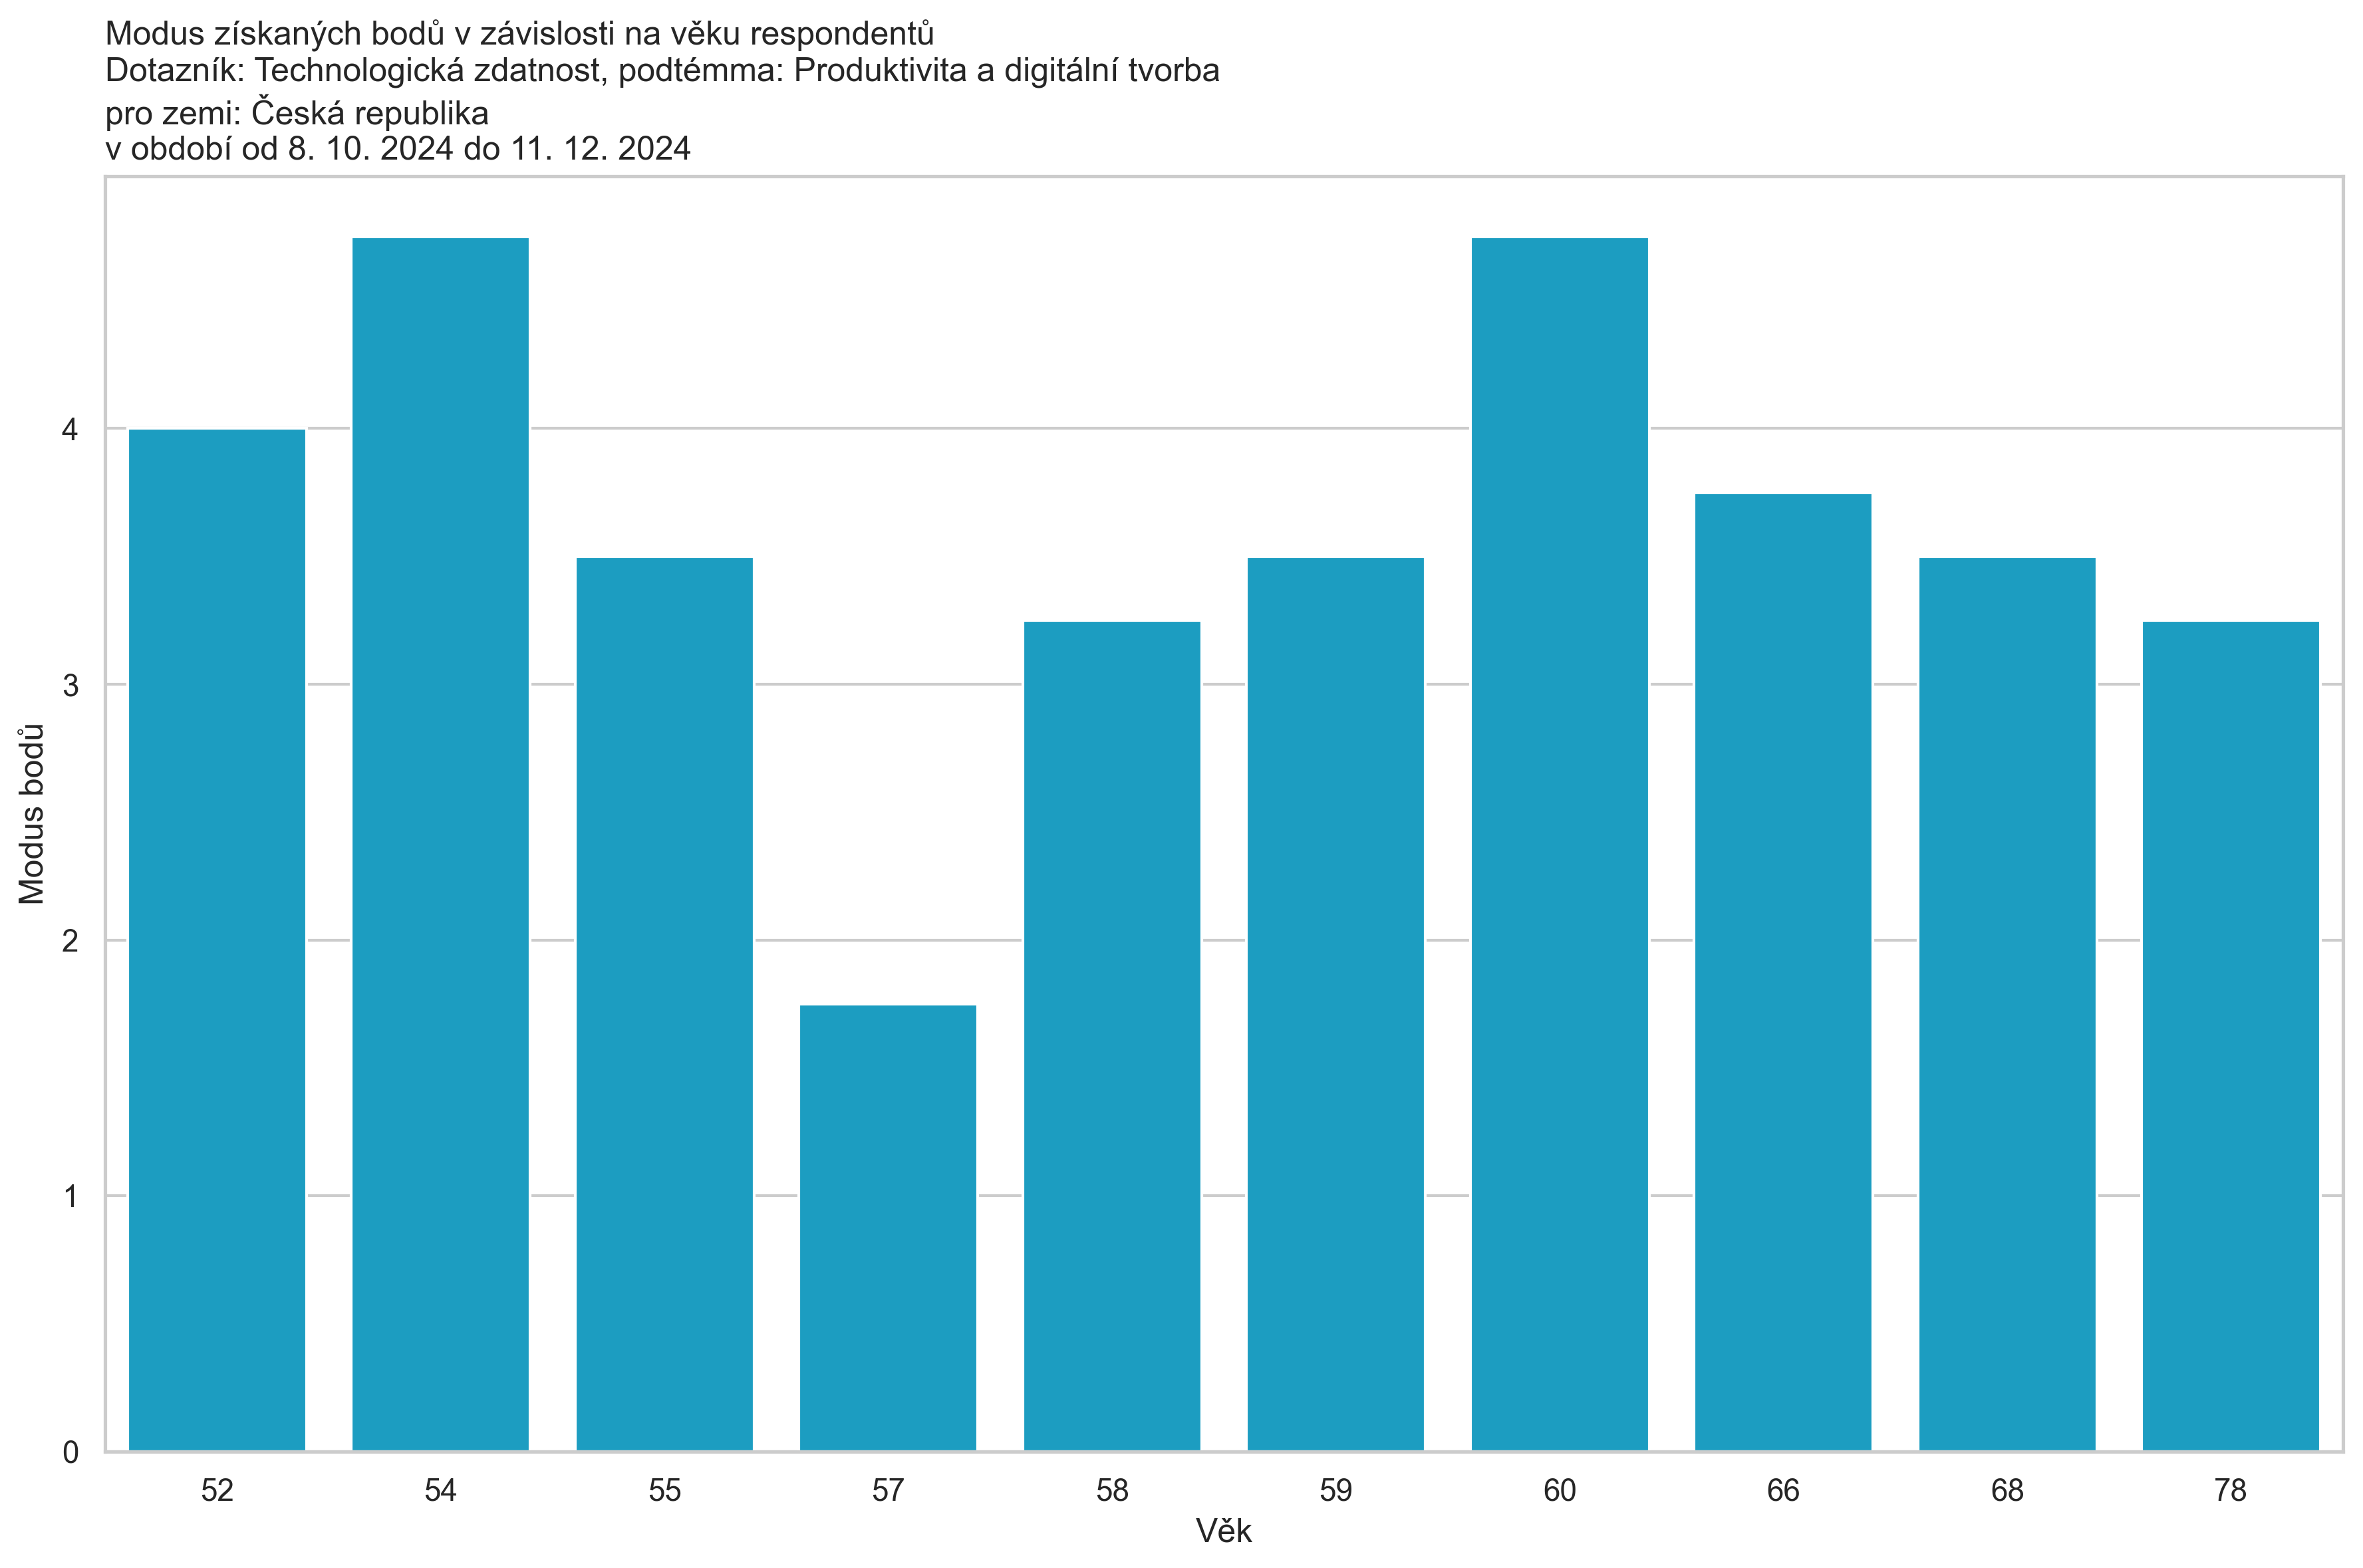 Modus získaných bodů v závislosti na věku respondentů
Dotazník: Technologická zdatnost, podtémma: Produktivita a digitální tvorba
pro zemi: Česká republika
v období od 8. 10. 2024 do 11. 12. 2024
Modus bodů
4
3
2
1
0
52 54 55 57 58 59 60 66 68 78
Věk